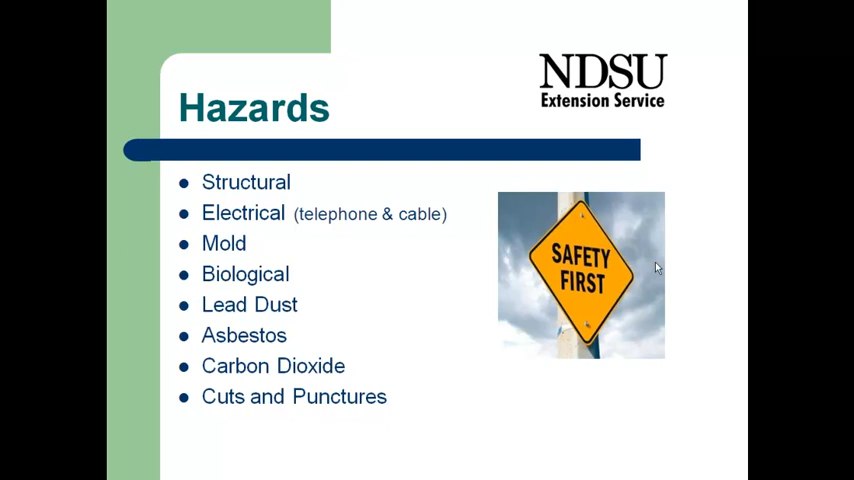 NDSU
Extension Service
Hazards
Structural
Electrical (telephone & cable)
Mold
Biological
Lead Dust
Asbestos
Carbon Dioxide
Cuts and Punctures
SAFETY
FIRST